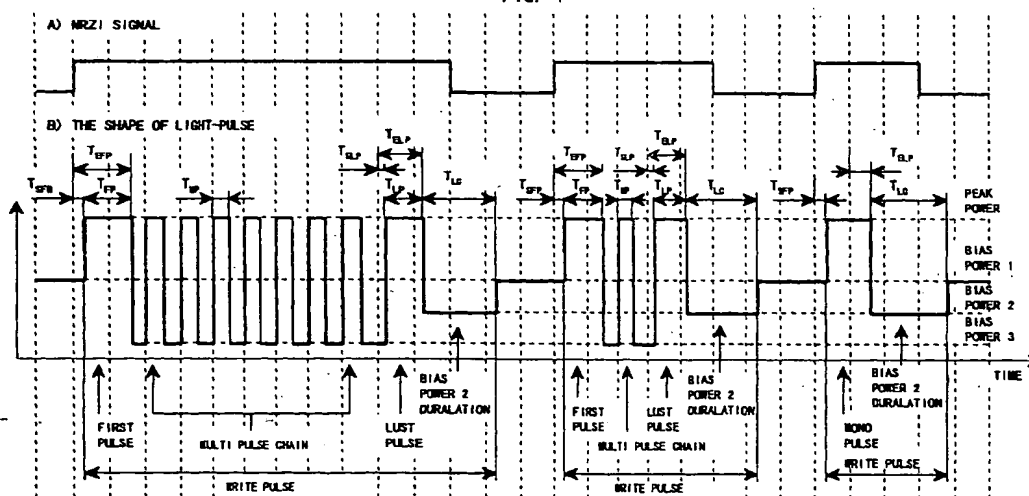 A) NRZI SIGNAL
B) THE SHAPE OF LIGHT-PULSE
T_EFP
T_SFP
T_FP
T_MP
T_SLP
T_ELP
T_LP
T_LC
T_EFP
T_SLP
T_ELP
T_SFP
T_FP
T_MP
T_LP
T_LC
T_ELP
T_SFP
T_LC
PEAK
POWER
BIAS
POWER 1
BIAS
POWER 2
BIAS
POWER 3
TIME
FIRST
PULSE
MULTI PULSE CHAIN
LUST
PULSE
BIAS
POWER 2
DURALATION
FIRST
PULSE
MULTI PULSE CHAIN
LUST
PULSE
BIAS
POWER 2
DURALATION
MONO
PULSE
BIAS
POWER 2
DURALATION
WRITE PULSE
WRITE PULSE
WRITE PULSE